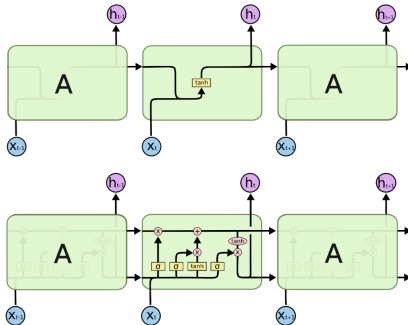 hₜ₋₁ hₜ hₜ₊₁
A tanh A
Xₜ₋₁ Xₜ Xₜ₊₁
hₜ₋₁ hₜ hₜ₊₁
x +
tanh
A x x A
σ σ tanh σ
Xₜ₋₁ Xₜ Xₜ₊₁